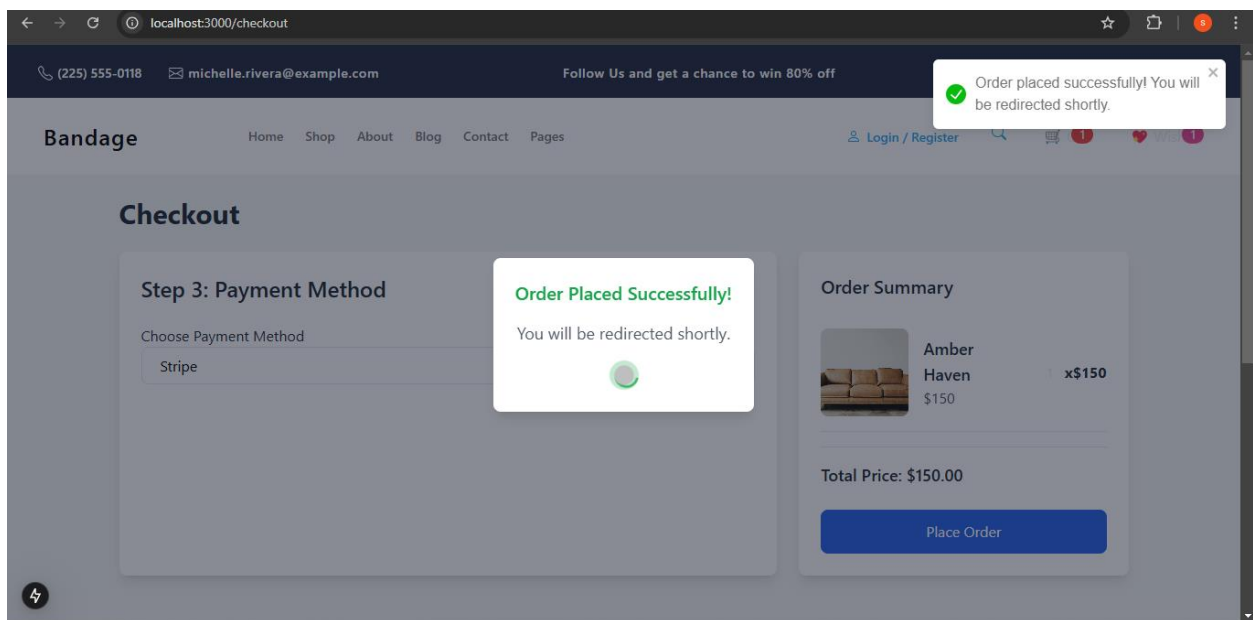 localhost:3000/checkout
S
(225) 555-0118 michelle.rivera@example.com Follow Us and get a chance to win 80% off
Order placed successfully! You will
be redirected shortly.
Bandage Home Shop About Blog Contact Pages Login / Register 1 1
Checkout
Step 3: Payment Method
Choose Payment Method
Stripe
Order Placed Successfully!
You will be redirected shortly.
Order Summary
Amber
Haven
$150
x$150
Total Price: $150.00
Place Order